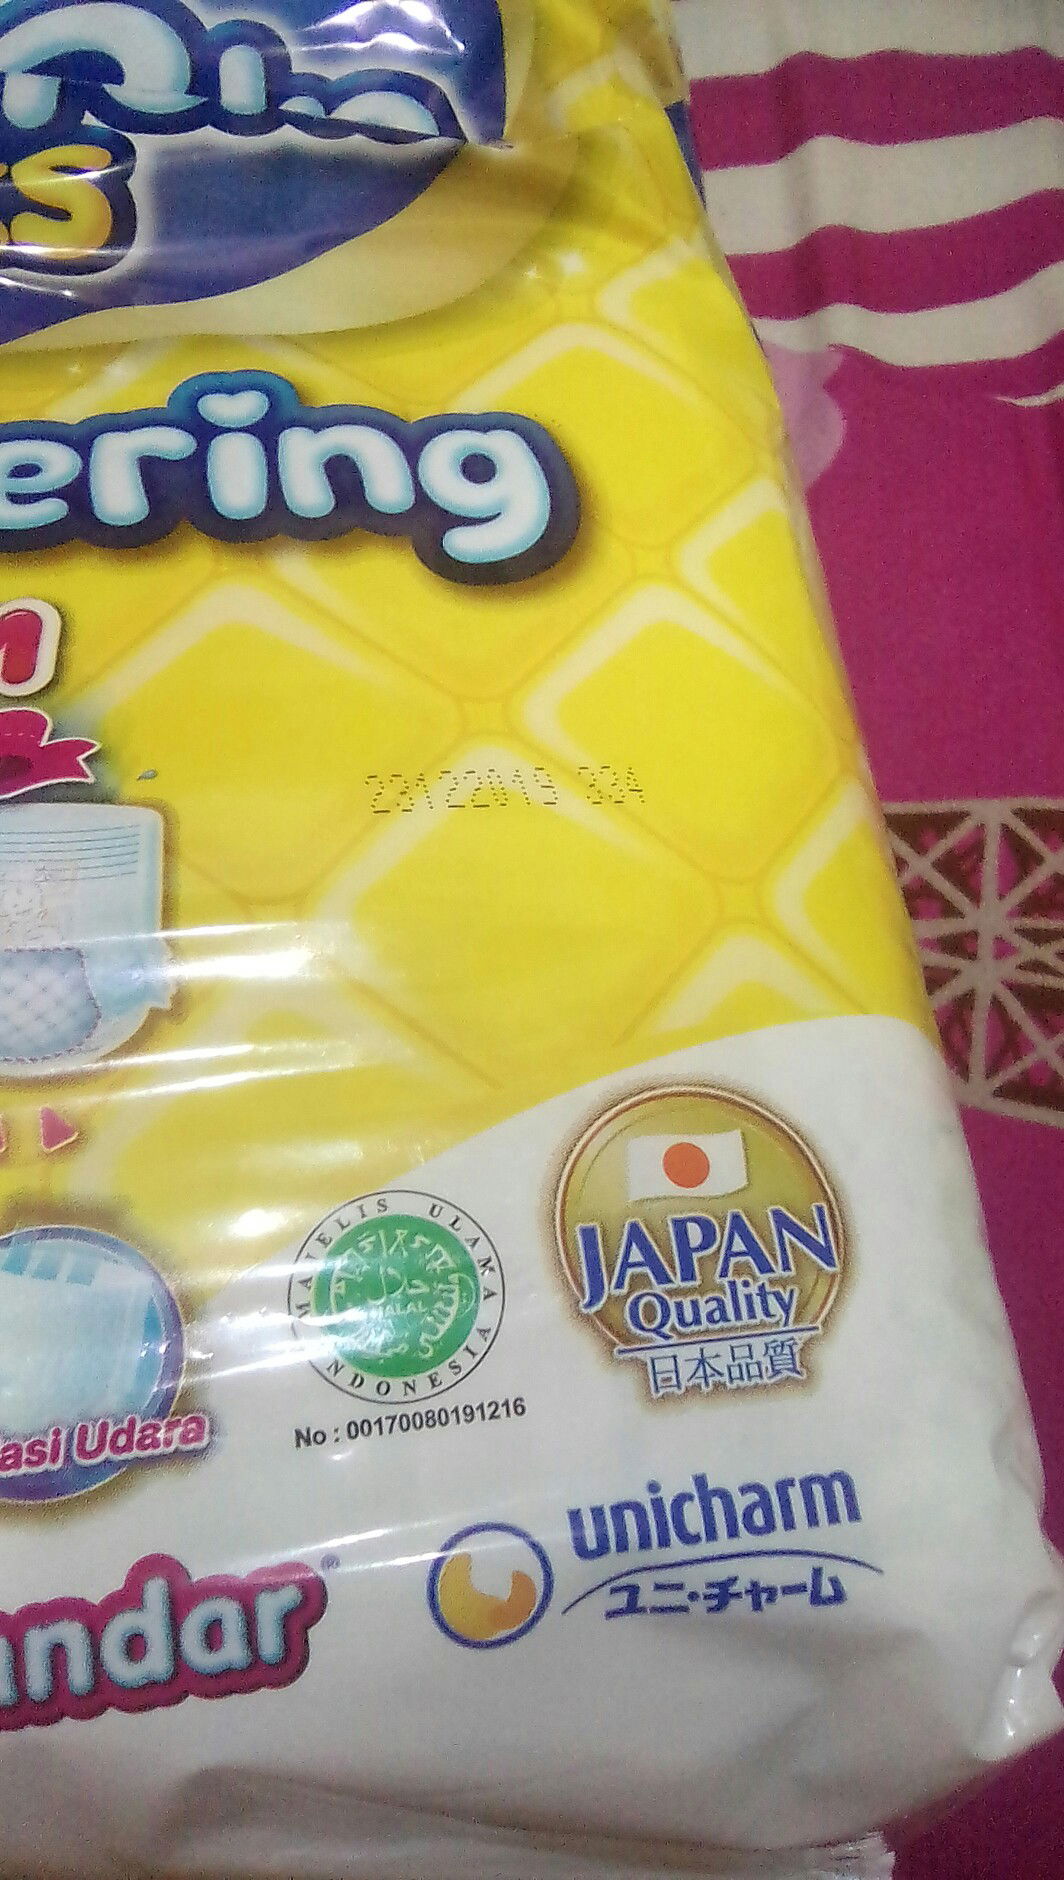 ering
23122019 334
JAPAN
Quality
日本品質
MAJELIS ULAMA INDONESIA
HALAL
No : 00170080191216
asi Udara
unicharm
ユニ・チャーム
andar®